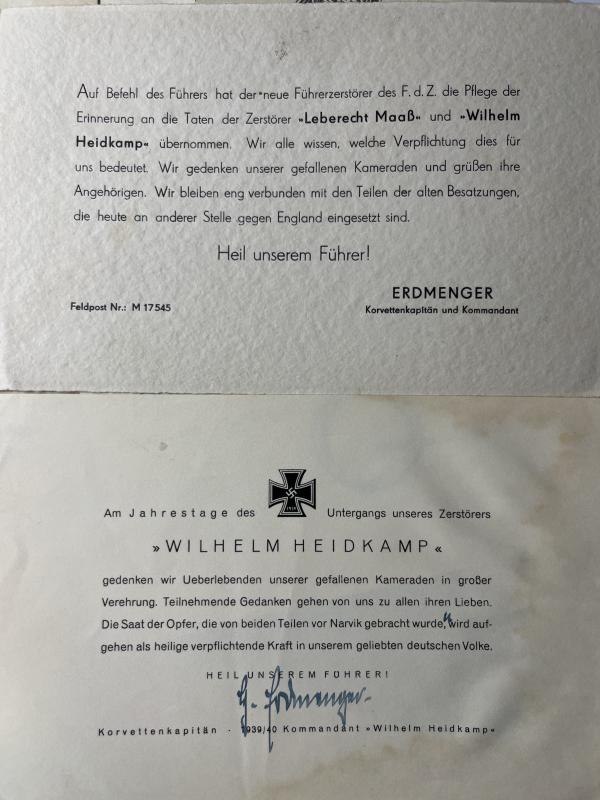 Auf Befehl des Führers hat der neue Führerzerstörer des F. d. Z. die Pflege der
Erinnerung an die Taten der Zerstörer »Leberecht Maaß« und »Wilhelm
Heidkamp« übernommen. Wir alle wissen, welche Verpflichtung dies für
uns bedeutet. Wir gedenken unserer gefallenen Kameraden und grüßen ihre
Angehörigen. Wir bleiben eng verbunden mit den Teilen der alten Besatzungen,
die heute an anderer Stelle gegen England eingesetzt sind.
Heil unserem Führer!
ERDMENGER
Feldpost Nr.: M 17545 Korvettenkapitän und Kommandant
Am Jahrestage des Untergangs unseres Zerstörers
1939
»WILHELM HEIDKAMP«
gedenken wir Ueberlebenden unserer gefallenen Kameraden in großer
Verehrung. Teilnehmende Gedanken gehen von uns zu allen ihren Lieben.
Die Saat der Opfer, die von beiden Teilen vor Narvik gebracht wurde," wird auf-
gehen als heilige verpflichtende Kraft in unserem geliebten deutschen Volke.
HEIL UNSEREM FÜHRER!
H. Erdmenger
Korvettenkapitän - 1939/40 Kommandant »Wilhelm Heidkamp«